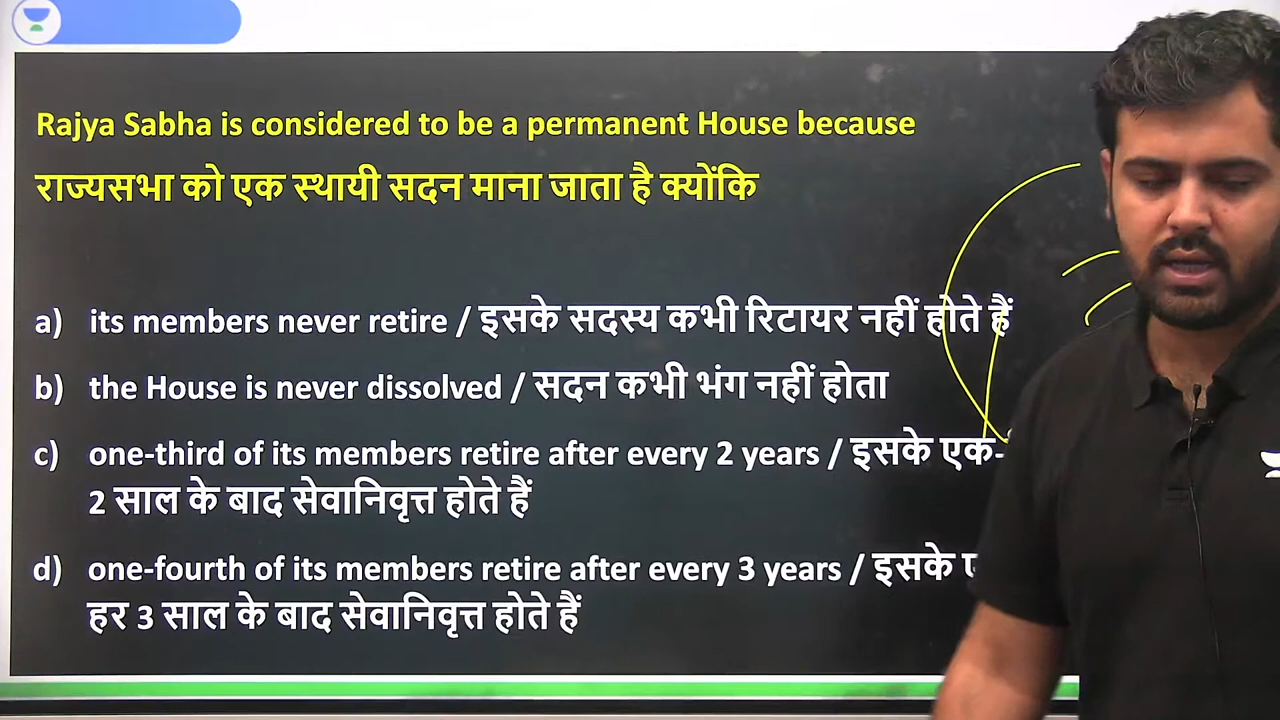 Rajya Sabha is considered to be a permanent House because
राज्यसभा को एक स्थायी सदन माना जाता है क्योंकि
a) its members never retire / इसके सदस्य कभी रिटायर नहीं होते हैं
b) the House is never dissolved / सदन कभी भंग नहीं होता
c) one-third of its members retire after every 2 years / इसके एक-
2 साल के बाद सेवानिवृत्त होते हैं
d) one-fourth of its members retire after every 3 years / इसके
हर 3 साल के बाद सेवानिवृत्त होते हैं